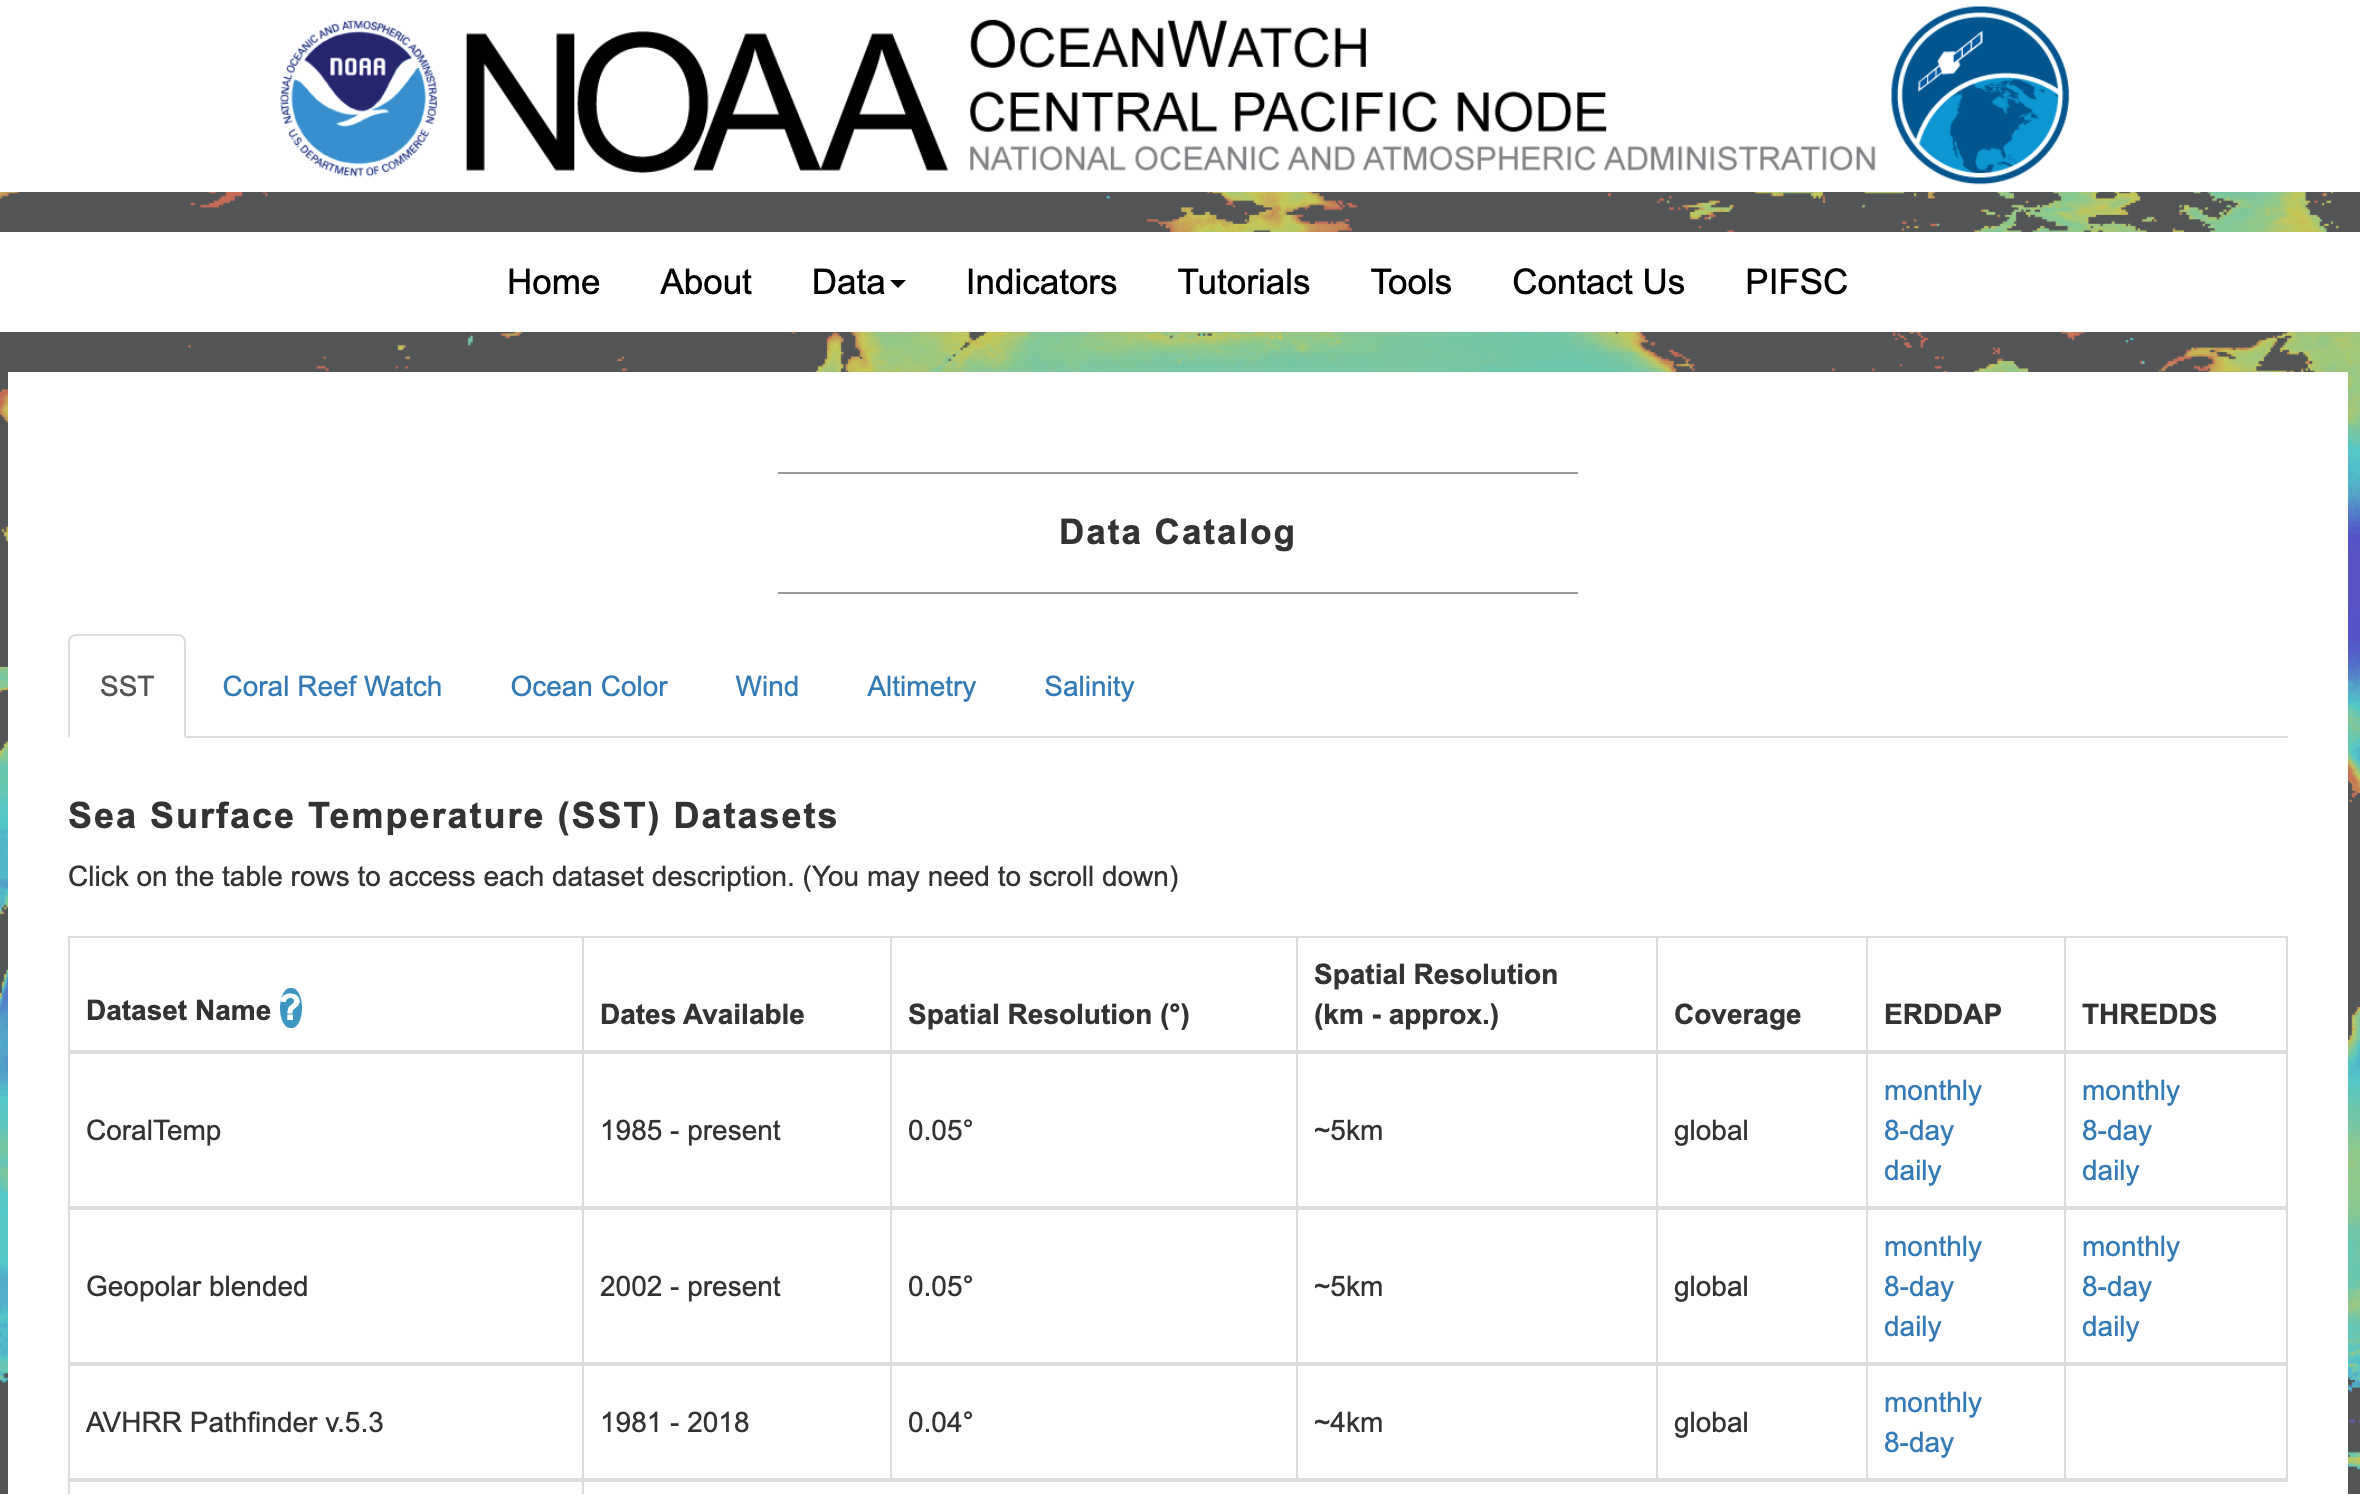 NATIONAL OCEANIC AND ATMOSPHERIC ADMINISTRATION
U.S. DEPARTMENT OF COMMERCE
NOAA
NOAA
OCEANWATCH
CENTRAL PACIFIC NODE
NATIONAL OCEANIC AND ATMOSPHERIC ADMINISTRATION
Home About Data Indicators Tutorials Tools Contact Us PIFSC
Data Catalog
SST Coral Reef Watch Ocean Color Wind Altimetry Salinity
Sea Surface Temperature (SST) Datasets
Click on the table rows to access each dataset description. (You may need to scroll down)
Dataset Name ? Dates Available Spatial Resolution (°) Spatial Resolution (km - approx.) Coverage ERDDAP THREDDS
CoralTemp 1985 - present 0.05° ~5km global monthly 8-day daily monthly 8-day daily
Geopolar blended 2002 - present 0.05° ~5km global monthly 8-day daily monthly 8-day daily
AVHRR Pathfinder v.5.3 1981 - 2018 0.04° ~4km global monthly 8-day